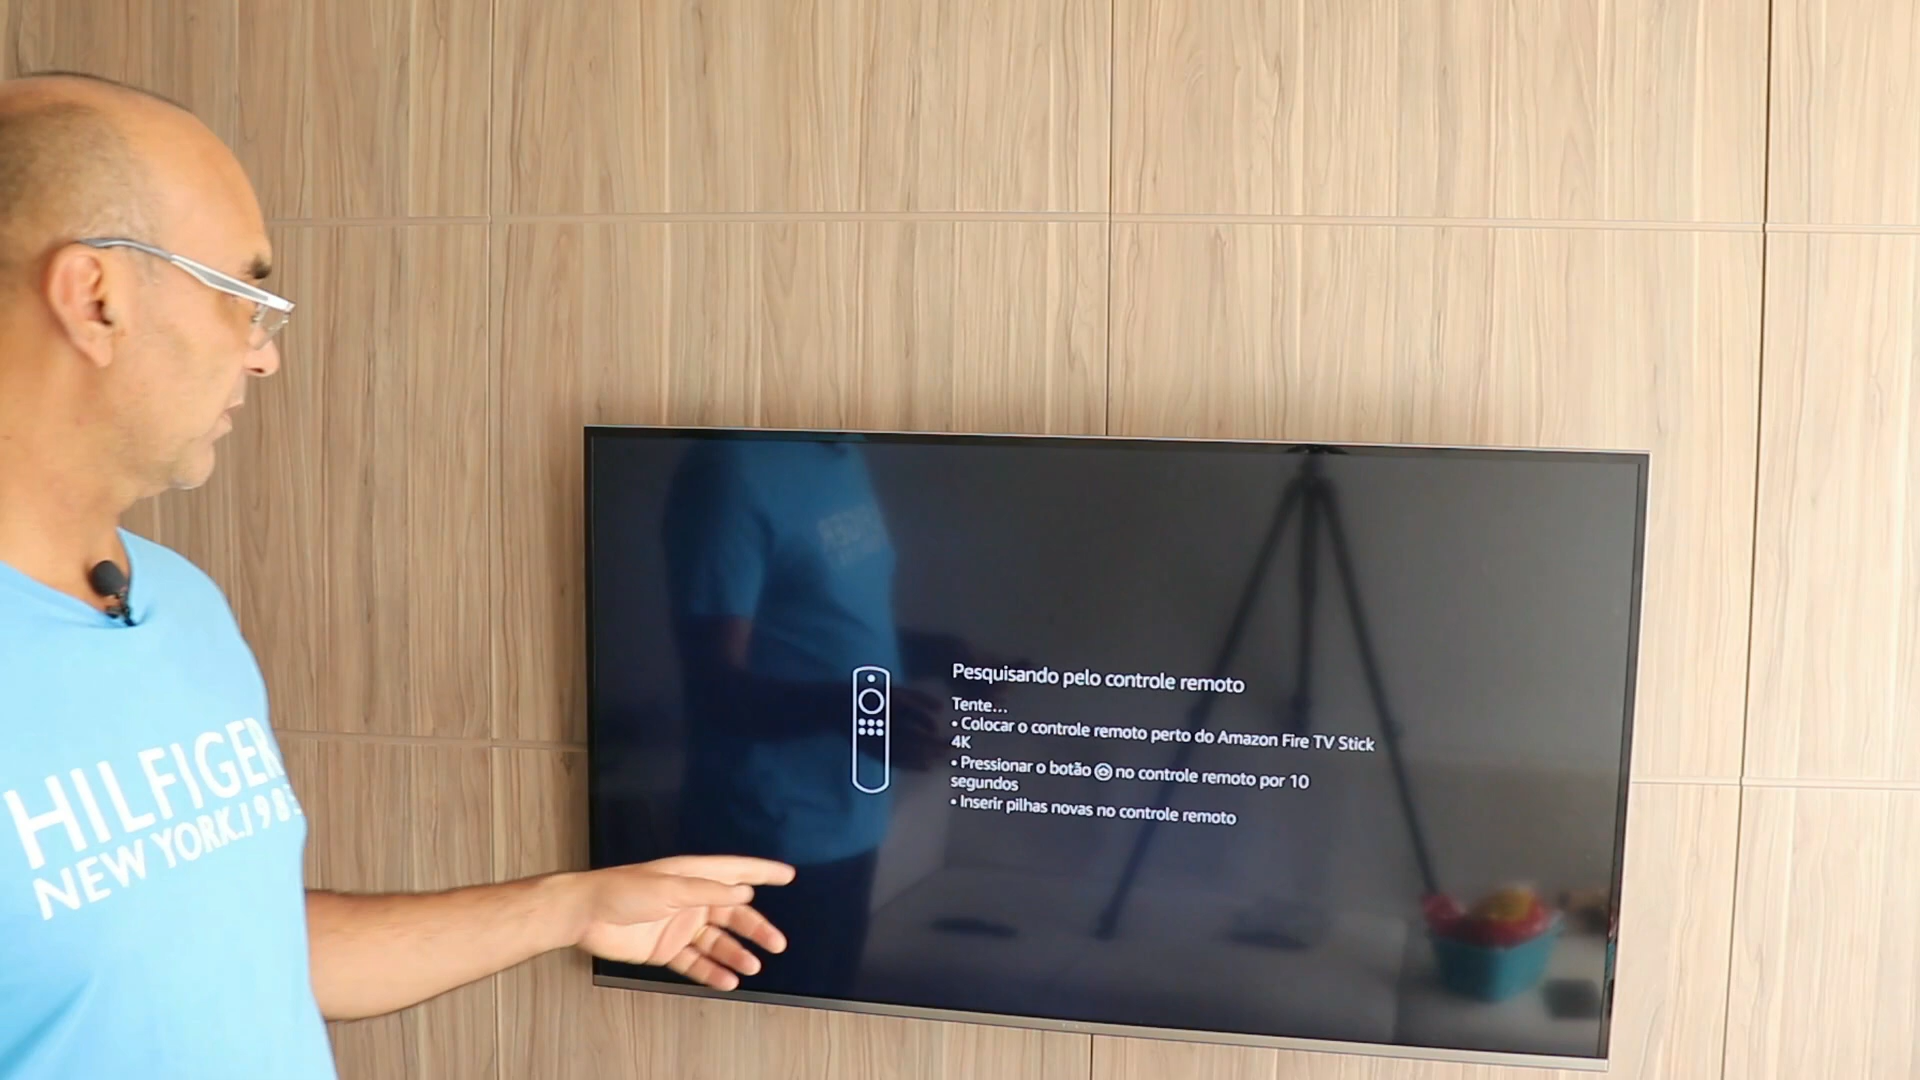 HILFIGER
NEW YORK./1985
Pesquisando pelo controle remoto
Tente...
• Colocar o controle remoto perto do Amazon Fire TV Stick
4K
• Pressionar o botão no controle remoto por 10
segundos
• Inserir pilhas novas no controle remoto